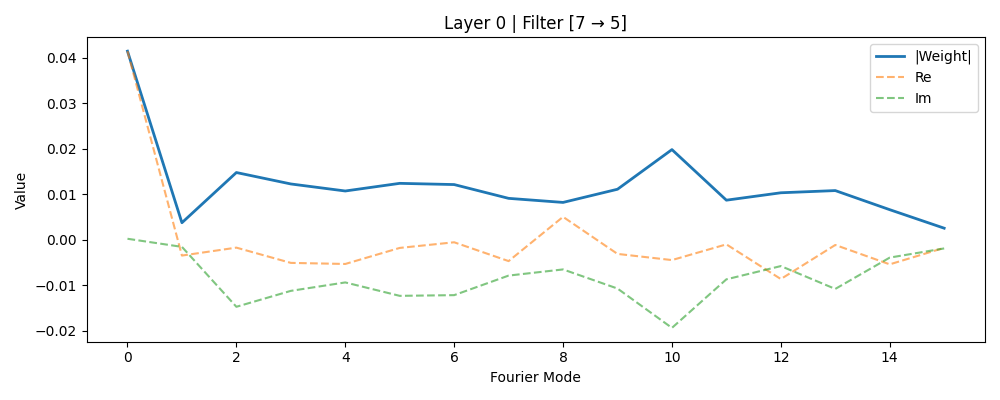 Layer 0 | Filter [7 → 5]
|Weight|
Re
Im
Value
0.04
0.03
0.02
0.01
0.00
−0.01
−0.02
0 2 4 6 8 10 12 14
Fourier Mode